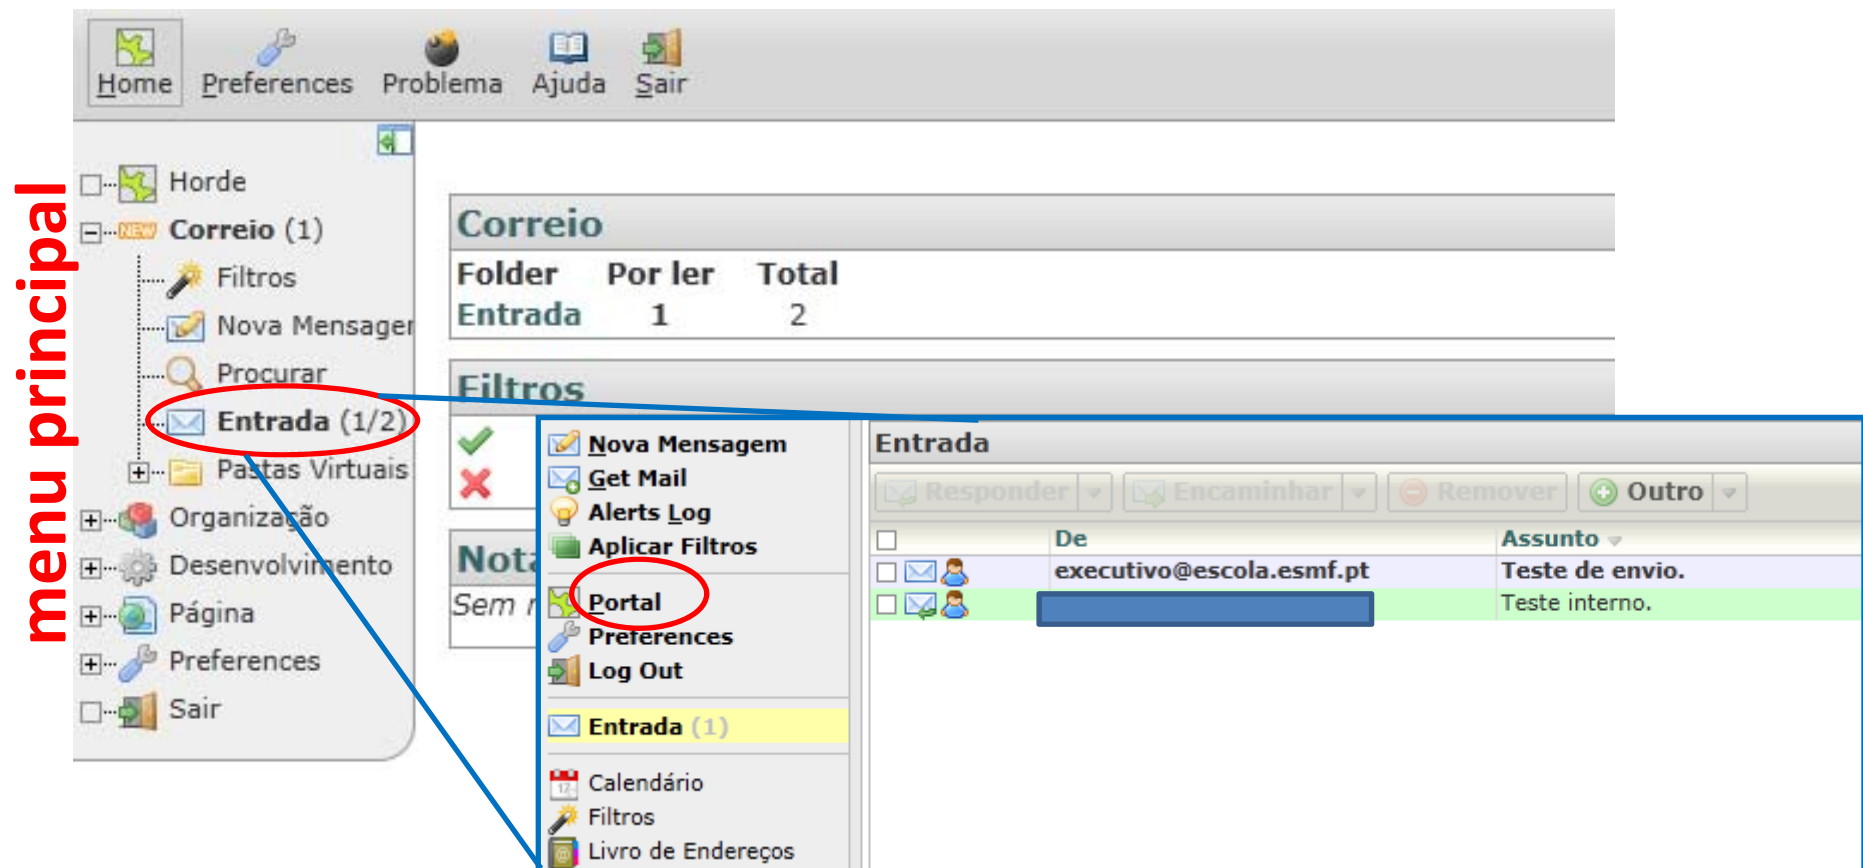 Home Preferences Problema Ajuda Sair
menu principal
Horde
Correio (1)
Filtros
Nova Mensager
Procurar
Entrada (1/2)
Pastas Virtuais
Organização
Desenvolvimento
Página
Preferences
Sair
Correio
Folder Por ler Total
Entrada 1 2
Filtros
Nota
Sem
Nova Mensagem
Get Mail
Alerts Log
Aplicar Filtros
Portal
Preferences
Log Out
Entrada (1)
Calendário
Filtros
Livro de Endereços
Entrada
Responder Encaminhar Remover Outro
De Assunto
executivo@escola.esmf.pt Teste de envio.
Teste interno.